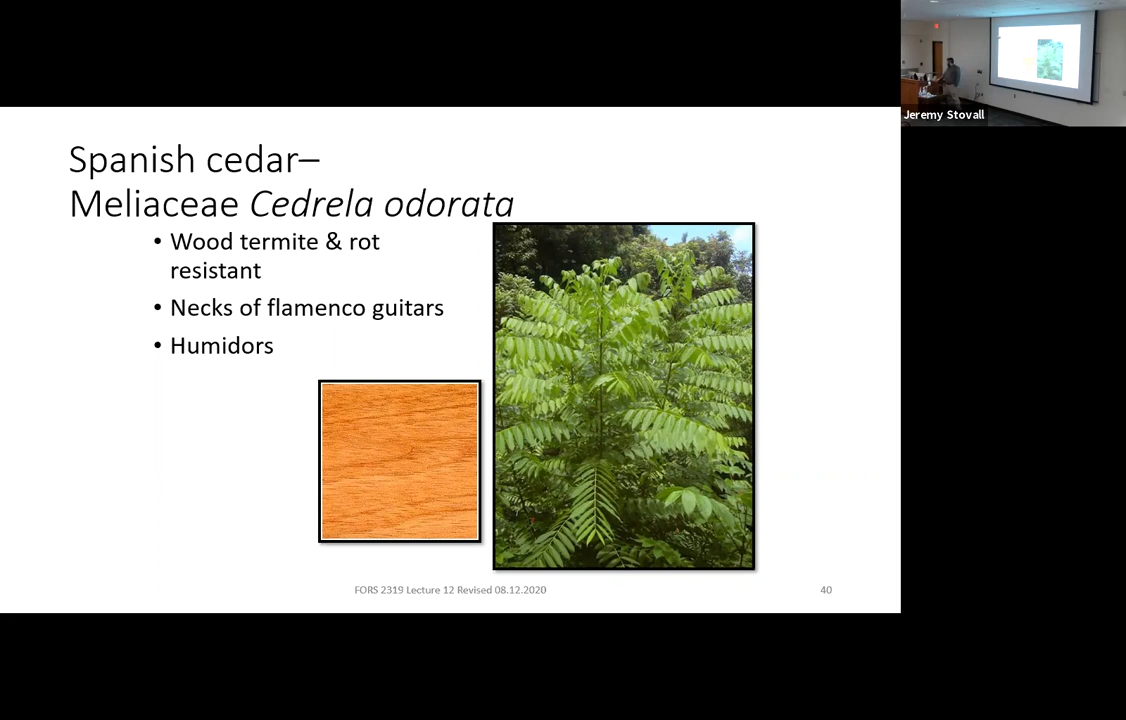 Spanish cedar–
Meliaceae Cedrela odorata
• Wood termite & rot
resistant
• Necks of flamenco guitars
• Humidors
FORS 2319 Lecture 12 Revised 08.12.2020
40
Jeremy Stovall